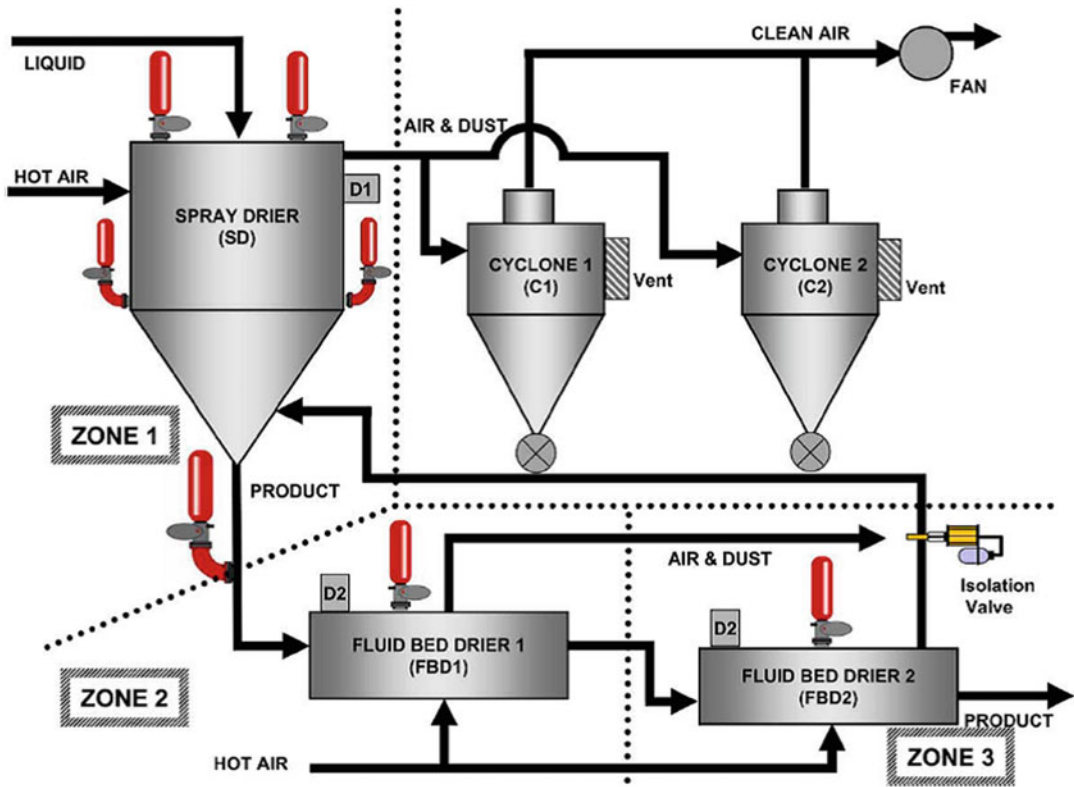 LIQUID
CLEAN AIR
FAN
AIR & DUST
HOT AIR
D1
SPRAY DRIER
(SD)
CYCLONE 1
(C1)
Vent
CYCLONE 2
(C2)
Vent
ZONE 1
PRODUCT
AIR & DUST
Isolation
Valve
D2
FLUID BED DRIER 1
(FBD1)
D2
FLUID BED DRIER 2
(FBD2)
ZONE 2
PRODUCT
HOT AIR
ZONE 3